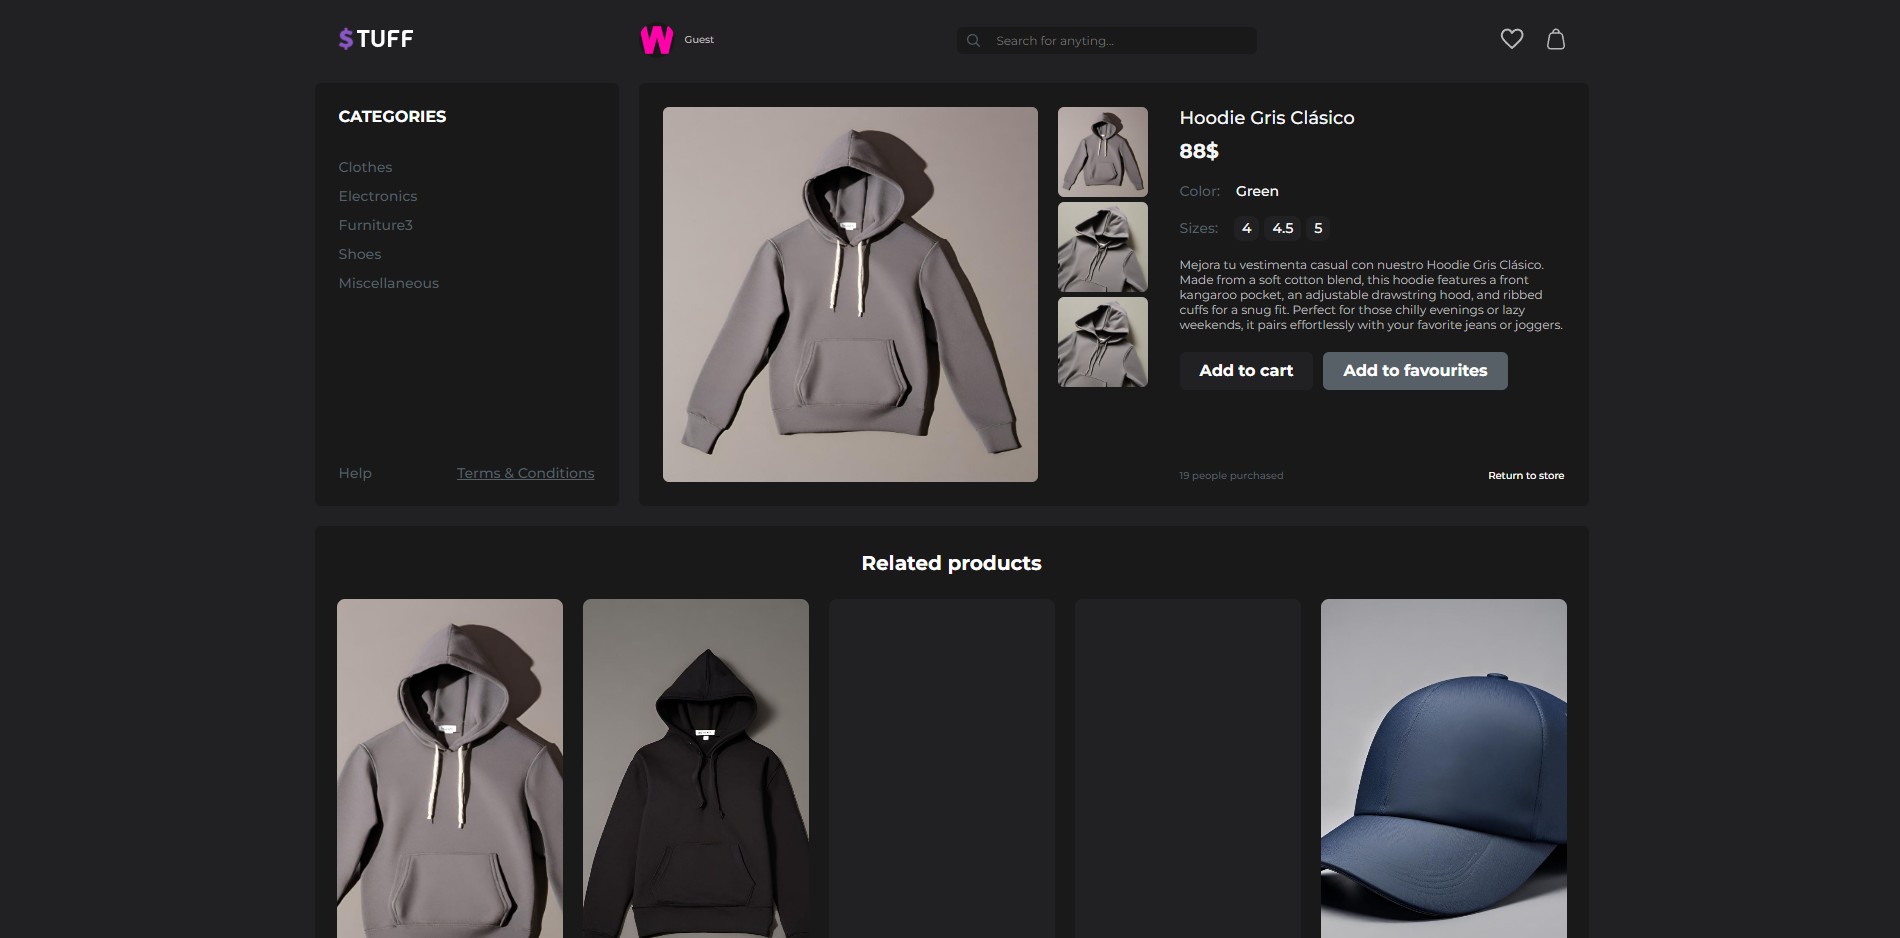 $TUFF
W
Guest
Search for anyting...
CATEGORIES
Clothes
Electronics
Furniture3
Shoes
Miscellaneous
Help
Terms & Conditions
Hoodie Gris Clásico
88$
Color: Green
Sizes: 4 4.5 5
Mejora tu vestimenta casual con nuestro Hoodie Gris Clásico.
Made from a soft cotton blend, this hoodie features a front
kangaroo pocket, an adjustable drawstring hood, and ribbed
cuffs for a snug fit. Perfect for those chilly evenings or lazy
weekends, it pairs effortlessly with your favorite jeans or joggers.
Add to cart
Add to favourites
19 people purchased
Return to store
Related products